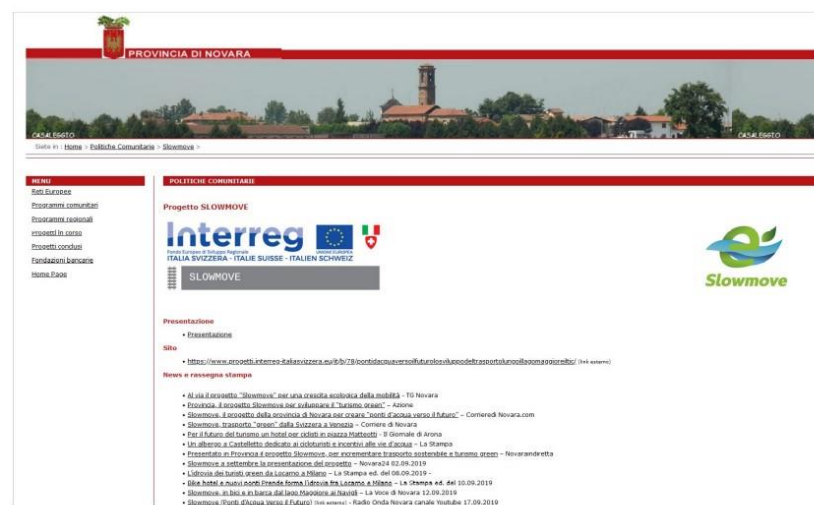 PROVINCIA DI NOVARA
CASALEGGIO
CASALEGGIO
Siete in : Home > Politiche Comunitarie > Slowmove >
MENU
Reti Europee
Programmi comunitari
Programmi regionali
Progetti in corso
Progetti conclusi
Fondazioni bancarie
Home Page
POLITICHE COMUNITARIE
Progetto SLOWMOVE
Interreg
Fondo Europeo di Sviluppo Regionale
UNIONE EUROPEA
ITALIA SVIZZERA - ITALIE SUISSE - ITALIEN SCHWEIZ
SLOWMOVE
Slowmove
Presentazione
• Presentazione
Sito
• https://www.progetti.interreg-italiasvizzera.eu/it/b/78/pontidacquaversoilfuturolosviluppodeltrasportolungoillagomaggioreiltic/ (link esterno)
News e rassegna stampa
• Al via il progetto "Slowmove" per una crescita ecologica della mobilità - TG Novara
• Provincia, il progetto Slowmove per sviluppare il "turismo green" – Azione
• Slowmove, il progetto della provincia di Novara per creare "ponti d'acqua verso il futuro" – Corrieredi Novara.com
• Slowmove, trasporto "green" dalla Svizzera a Venezia – Corriere di Novara
• Per il futuro del turismo un hotel per ciclisti in piazza Matteotti - Il Giornale di Arona
• Un albergo a Castelletto dedicato ai cicloturisti e incentivi alle vie d'acqua – La Stampa
• Presentato in Provincia il progetto Slowmove, per incrementare trasporto sostenibile e turismo green – Novaraindiretta
• Slowmove a settembre la presentazione del progetto – Novara24 02.09.2019
• L'idrovia dei turisti green da Locarno a Milano – La Stampa ed. del 08.09.2019 -
• Bike hotel e nuovi ponti Prende forma l'idrovia fra Locarno e Milano – La Stampa ed. del 10.09.2019
• Slowmove, in bici e in barca dal lago Maggiore ai Navigli – La Voce di Novara 12.09.2019
• Slowmove (Ponti d'Acqua Verso il Futuro) (link esterno) - Radio Onda Novara canale Youtube 17.09.2019